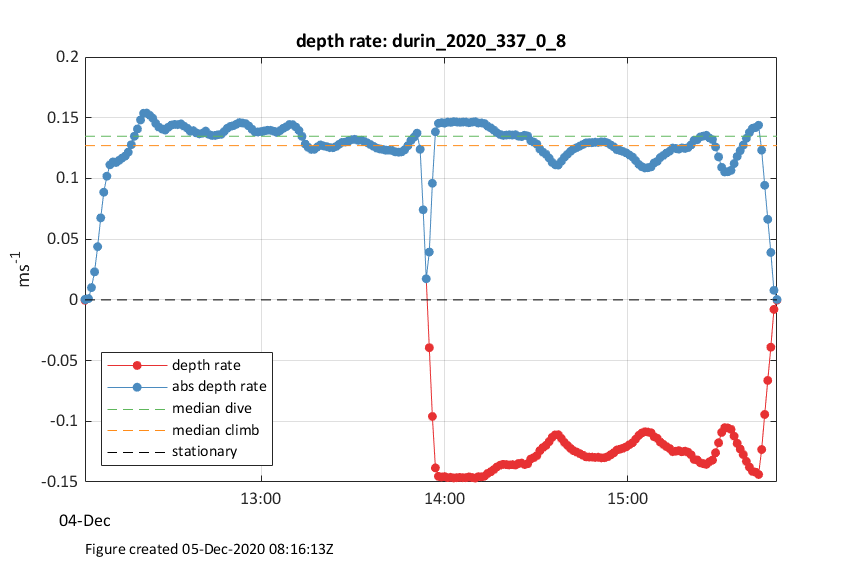 depth rate: durin_2020_337_0_8
0.2
0.15
0.1
0.05
0
-0.05
-0.1
-0.15
ms-1
depth rate
abs depth rate
median dive
median climb
stationary
13:00
14:00
15:00
04-Dec
Figure created 05-Dec-2020 08:16:13Z